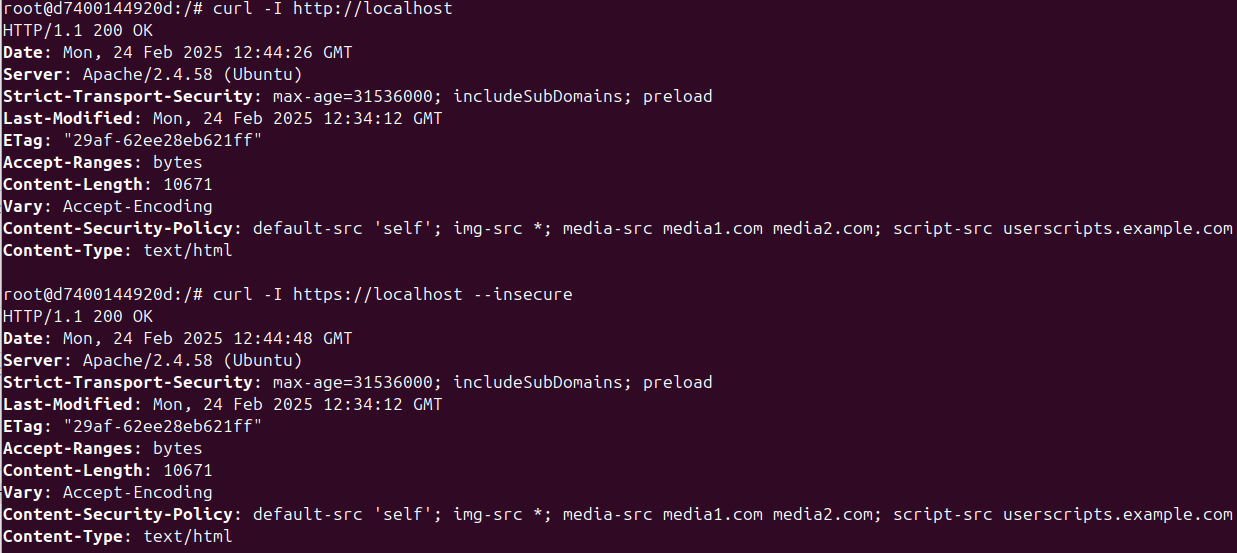 root@d7400144920d:/# curl -I http://localhost
HTTP/1.1 200 OK
Date: Mon, 24 Feb 2025 12:44:26 GMT
Server: Apache/2.4.58 (Ubuntu)
Strict-Transport-Security: max-age=31536000; includeSubDomains; preload
Last-Modified: Mon, 24 Feb 2025 12:34:12 GMT
ETag: "29af-62ee28eb621ff"
Accept-Ranges: bytes
Content-Length: 10671
Vary: Accept-Encoding
Content-Security-Policy: default-src 'self'; img-src *; media-src media1.com media2.com; script-src userscripts.example.com
Content-Type: text/html

root@d7400144920d:/# curl -I https://localhost --insecure
HTTP/1.1 200 OK
Date: Mon, 24 Feb 2025 12:44:48 GMT
Server: Apache/2.4.58 (Ubuntu)
Strict-Transport-Security: max-age=31536000; includeSubDomains; preload
Last-Modified: Mon, 24 Feb 2025 12:34:12 GMT
ETag: "29af-62ee28eb621ff"
Accept-Ranges: bytes
Content-Length: 10671
Vary: Accept-Encoding
Content-Security-Policy: default-src 'self'; img-src *; media-src media1.com media2.com; script-src userscripts.example.com
Content-Type: text/html